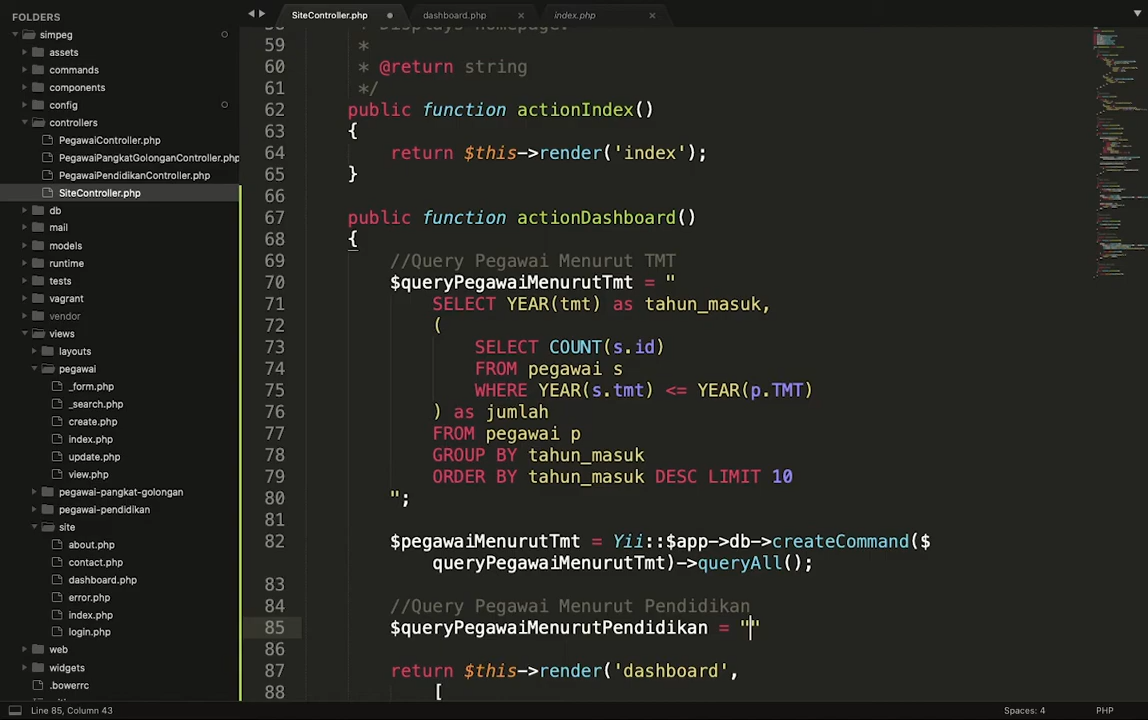 FOLDERS
simpeg
assets
commands
components
config
controllers
PegawaiController.php
PegawaiPangkatGolonganController.php
PegawaiPendidikanController.php
SiteController.php
db
mail
models
runtime
tests
vagrant
vendor
views
layouts
pegawai
_form.php
_search.php
create.php
index.php
update.php
view.php
pegawai-pangkat-golongan
pegawai-pendidikan
site
about.php
contact.php
dashboard.php
error.php
index.php
login.php
web
widgets
.bowerrc
SiteController.php
dashboard.php
index.php
58 * Displays homepage.
59 *
60 * @return string
61 */
62 public function actionIndex()
63 {
64 return $this->render('index');
65 }
66
67 public function actionDashboard()
68 {
69 //Query Pegawai Menurut TMT
70 $queryPegawaiMenurutTmt = "
71 SELECT YEAR(tmt) as tahun_masuk,
72 (
73 SELECT COUNT(s.id)
74 FROM pegawai s
75 WHERE YEAR(s.tmt) <= YEAR(p.TMT)
76 ) as jumlah
77 FROM pegawai p
78 GROUP BY tahun_masuk
79 ORDER BY tahun_masuk DESC LIMIT 10
80 ";
81
82 $pegawaiMenurutTmt = Yii::$app->db->createCommand($
queryPegawaiMenurutTmt)->queryAll();
83
84 //Query Pegawai Menurut Pendidikan
85 $queryPegawaiMenurutPendidikan = ""
86
87 return $this->render('dashboard',
88 [
Line 85, Column 43
Spaces: 4
PHP